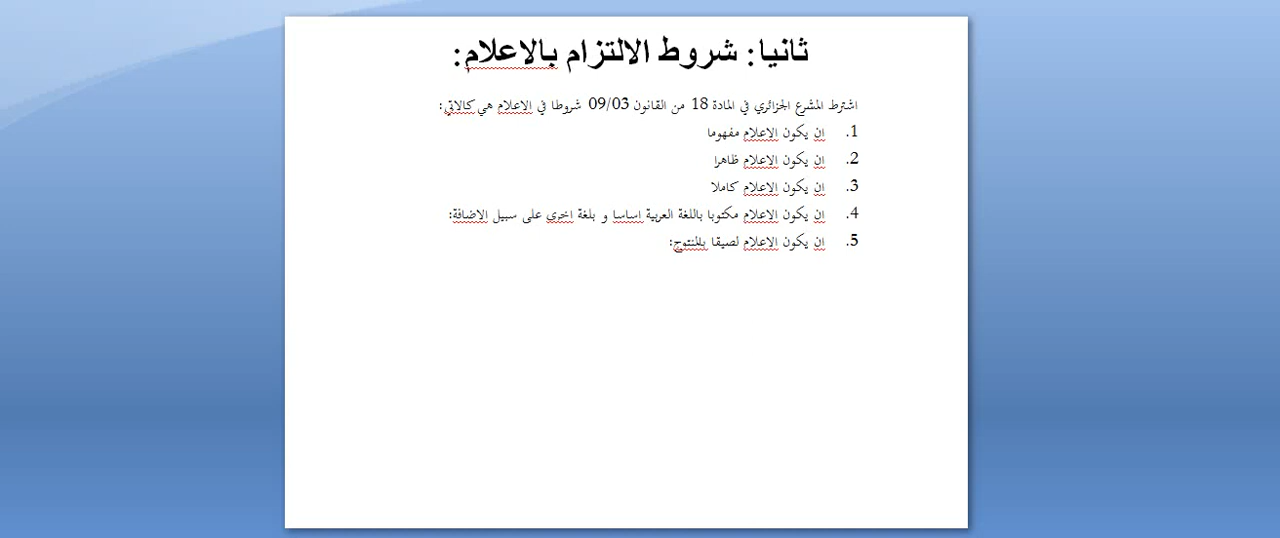 ثانيا: شروط الالتزام بالاعلام:
اشترط المشرع الجزائري في المادة 18 من القانون 09/03 شروطا في الاعلام هي كالاتي:
1. ان يكون الاعلام مفهوما
2. ان يكون الاعلام ظاهرا
3. ان يكون الاعلام كاملا
4. ان يكون الاعلام مكتوبا باللغة العربية اساسا و بلغة اخرى على سبيل الاضافة:
5. ان يكون الاعلام لصيقا بالمنتوج: